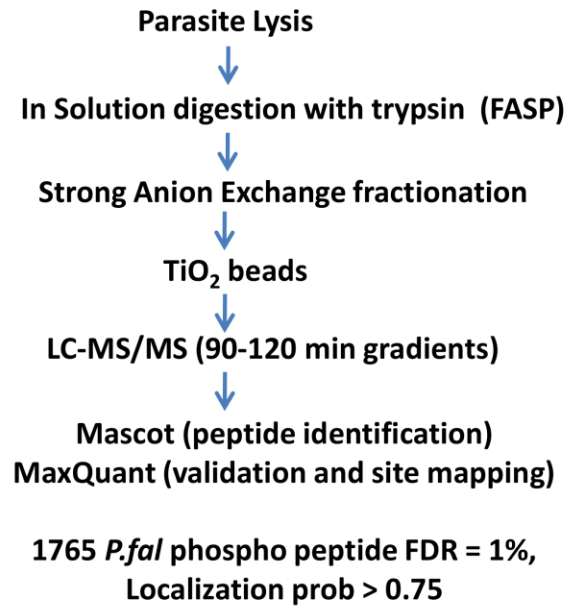 Parasite Lysis
In Solution digestion with trypsin (FASP)
Strong Anion Exchange fractionation
TiO₂ beads
LC-MS/MS (90-120 min gradients)
Mascot (peptide identification)
MaxQuant (validation and site mapping)
1765 P.fal phospho peptide FDR = 1%,
Localization prob > 0.75